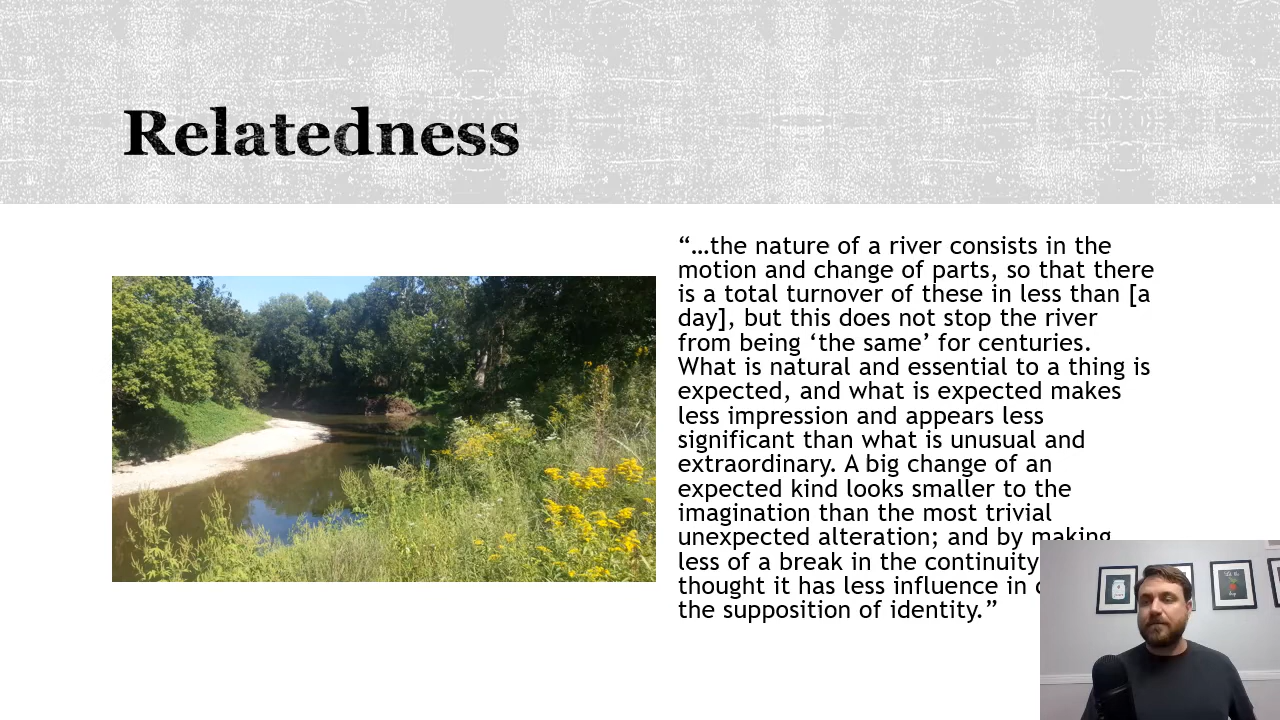 Relatedness
“…the nature of a river consists in the
motion and change of parts, so that there
is a total turnover of these in less than [a
day], but this does not stop the river
from being ‘the same’ for centuries.
What is natural and essential to a thing is
expected, and what is expected makes
less impression and appears less
significant than what is unusual and
extraordinary. A big change of an
expected kind looks smaller to the
imagination than the most trivial
unexpected alteration; and by making
less of a break in the continuity
thought it has less influence in
the supposition of identity.”